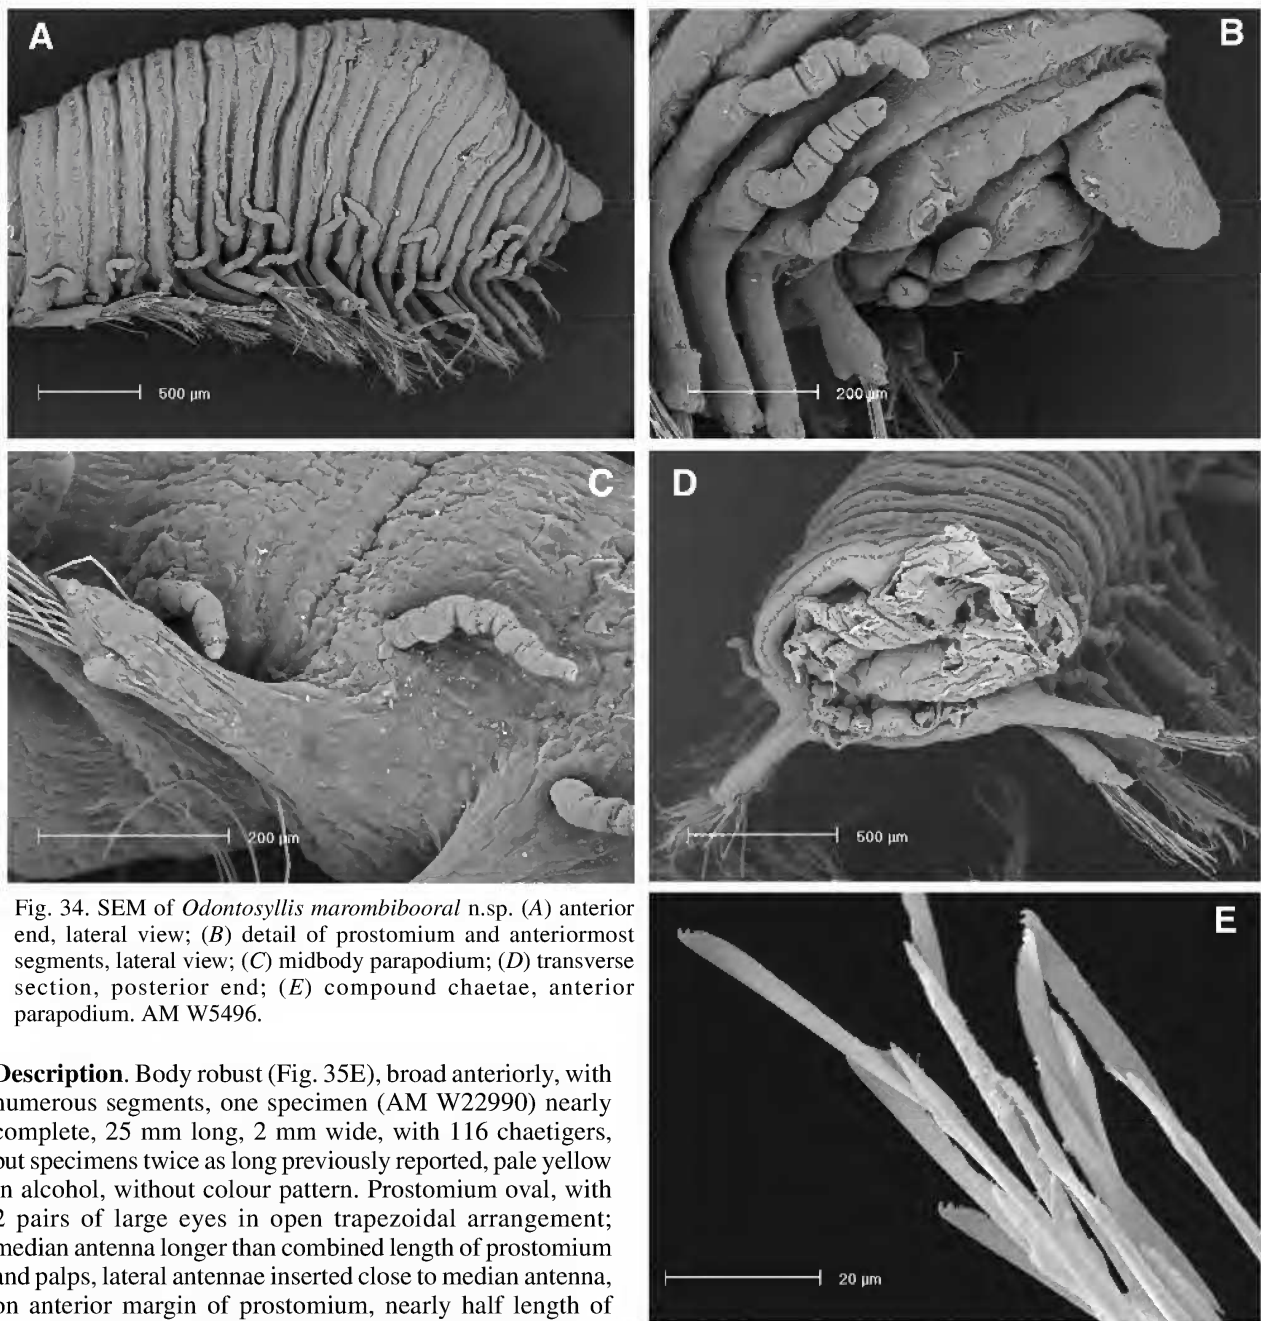 A
B
500 µm
200 µm
C
D
200 µm
500 µm
Fig. 34. SEM of Odontosyllis marombibooral n.sp. (A) anterior
end, lateral view; (B) detail of prostomium and anteriormost
segments, lateral view; (C) midbody parapodium; (D) transverse
section, posterior end; (E) compound chaetae, anterior
parapodium. AM W5496.
E
20 µm
Description. Body robust (Fig. 35E), broad anteriorly, with
numerous segments, one specimen (AM W22990) nearly
complete, 25 mm long, 2 mm wide, with 116 chaetigers,
but specimens twice as long previously reported, pale yellow
in alcohol, without colour pattern. Prostomium oval, with
2 pairs of large eyes in open trapezoidal arrangement;
median antenna longer than combined length of prostomium
and palps, lateral antennae inserted close to median antenna,
on anterior margin of prostomium, nearly half length of